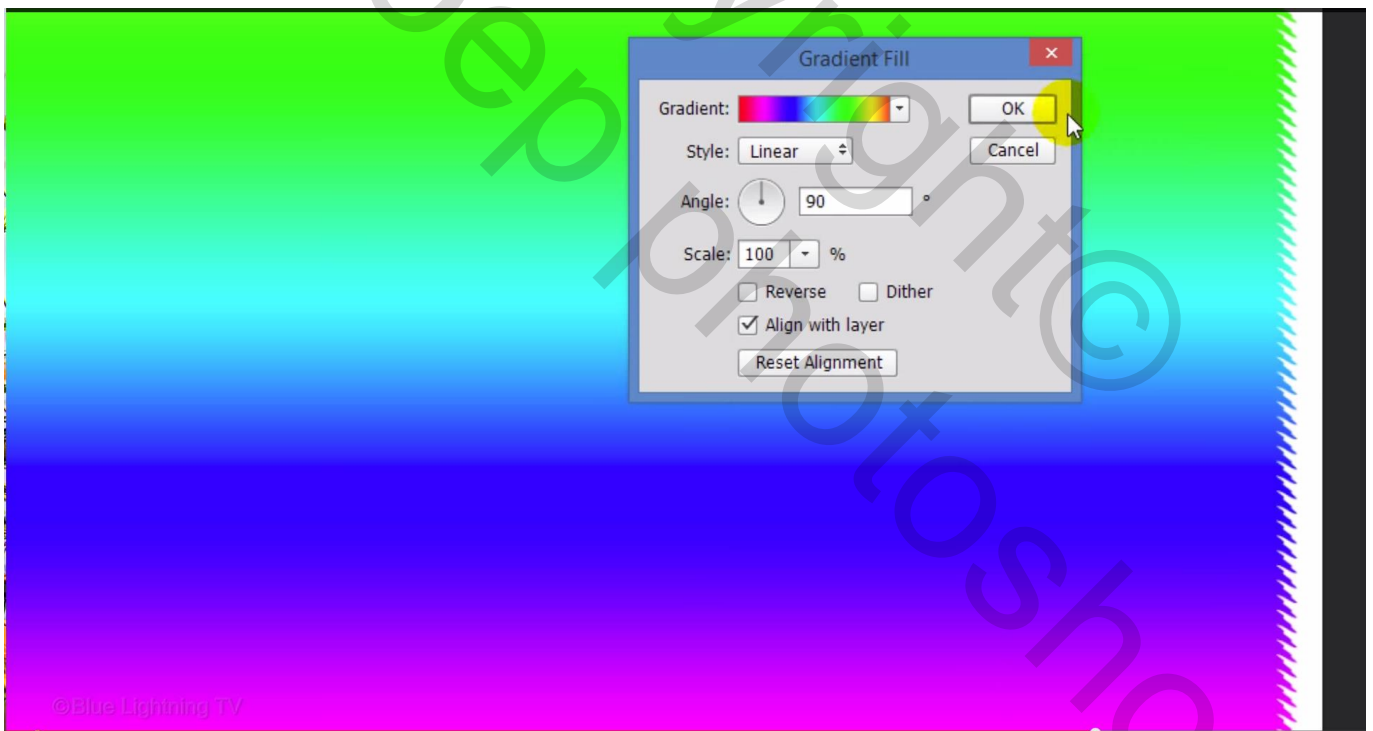 Gradient Fill
Gradient:
OK
Style: Linear
Cancel
Angle: 90 °
Scale: 100 %
Reverse Dither
Align with layer
Reset Alignment
©Blue Lightning TV